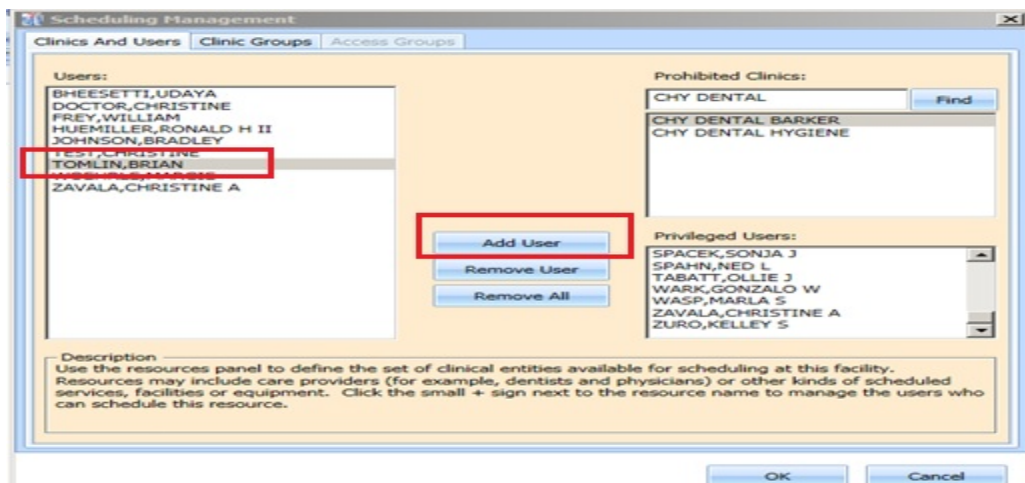 Scheduling Management
Clinics And Users
Clinic Groups
Access Groups
Users:
BHEESETTI,UDAYA
DOCTOR,CHRISTINE
FREY,WILLIAM
HUEMILLER,RONALD H II
JOHNSON,BRADLEY
TEST,CHRISTINE
TOMLIN,BRIAN
ZAVALA,CHRISTINE A
Add User
Remove User
Remove All
Prohibited Clinics:
CHY DENTAL
Find
CHY DENTAL BARKER
CHY DENTAL HYGIENE
Privileged Users:
SPACEK,SONJA J
SPAHN,NED L
TABATT,OLLIE J
WARK,GONZALO W
WASP,MARLA S
ZAVALA,CHRISTINE A
ZURO,KELLEY S
Description
Use the resources panel to define the set of clinical entities available for scheduling at this facility.
Resources may include care providers (for example, dentists and physicians) or other kinds of scheduled
services, facilities or equipment. Click the small + sign next to the resource name to manage the users who
can schedule this resource.
OK
Cancel